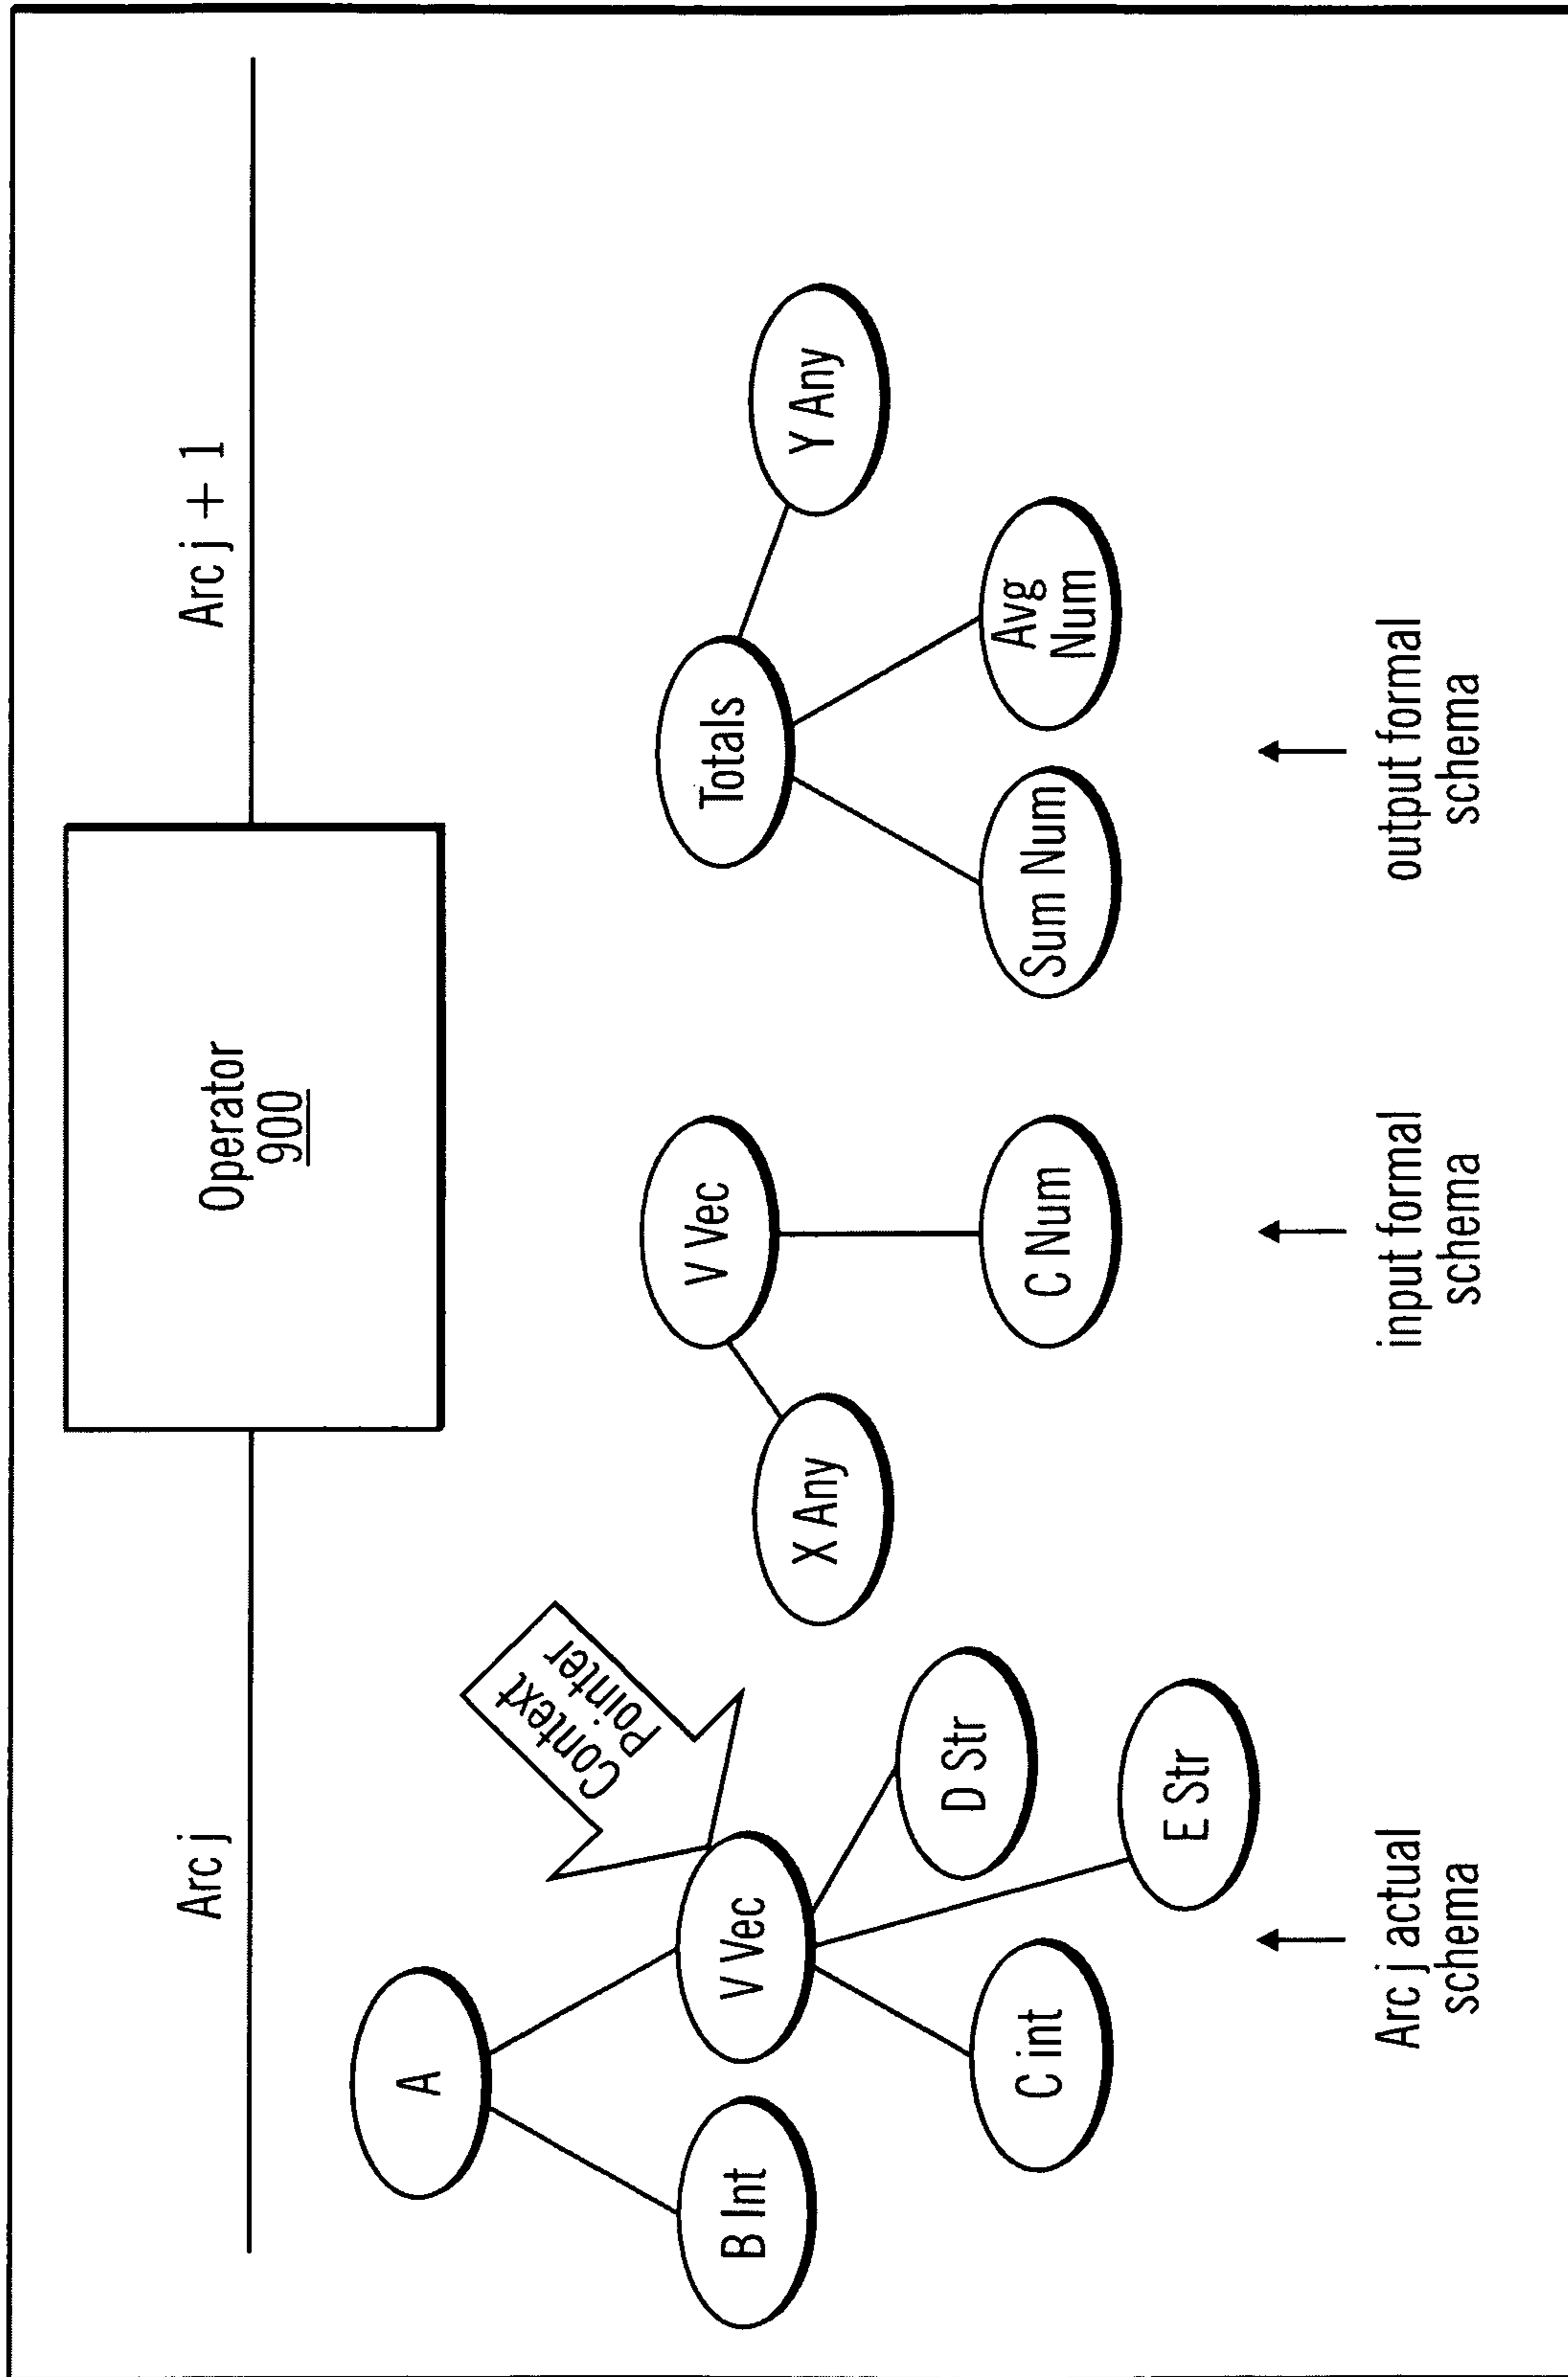 Arc j
Operator
900
Arc j + 1
A
B Int
V Vec
C int
D Str
E Str
Context
Pointer
X Any
V Vec
C Num
Totals
Y Any
Sum Num
Avg
Num
Arc j actual
schema
input formal
schema
output formal
schema